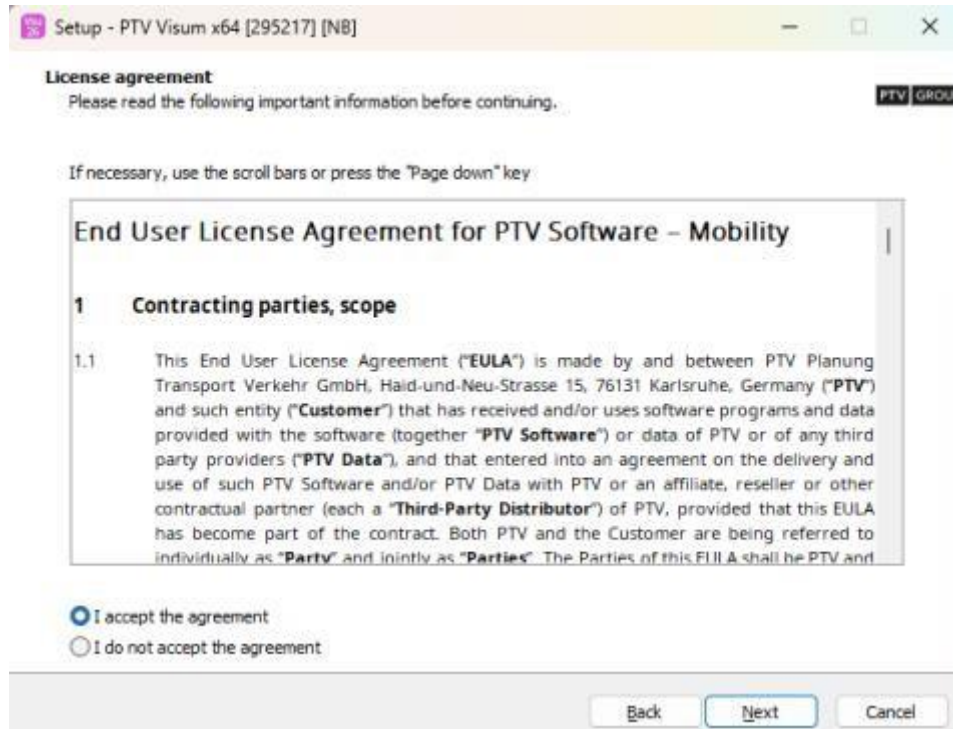 Setup - PTV Visum x64 [295217] [NB]
License agreement
Please read the following important information before continuing.
PTV GROU
If necessary, use the scroll bars or press the "Page down" key
End User License Agreement for PTV Software – Mobility
1 Contracting parties, scope
1.1 This End User License Agreement ("EULA") is made by and between PTV Planung
Transport Verkehr GmbH, Haid-und-Neu-Strasse 15, 76131 Karlsruhe, Germany ("PTV")
and such entity ("Customer") that has received and/or uses software programs and data
provided with the software (together "PTV Software") or data of PTV or of any third
party providers ("PTV Data"), and that entered into an agreement on the delivery and
use of such PTV Software and/or PTV Data with PTV or an affiliate, reseller or other
contractual partner (each a "Third-Party Distributor") of PTV, provided that this EULA
has become part of the contract. Both PTV and the Customer are being referred to
individually as "Party" and jointly as "Parties". The Parties of this EULA shall be PTV and
I accept the agreement
I do not accept the agreement
Back Next Cancel